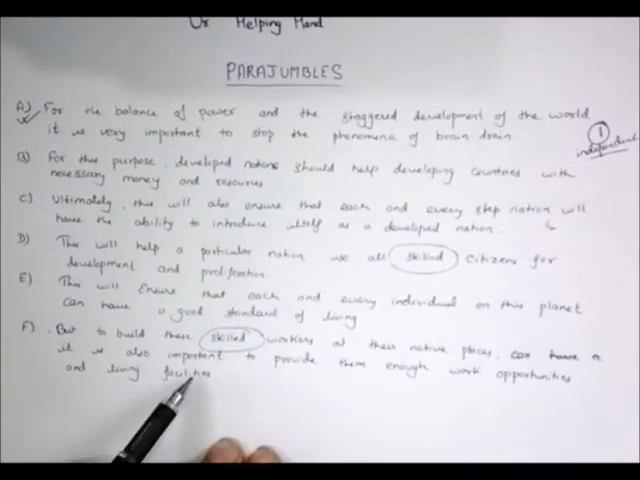 Ur Helping Hand
PARAJUMBLES
A) For the balance of power and the staggered development of the world
it is very important to stop the phenomena of brain drain.
1
independent
B) For this purpose, developed nations should help developing countries with
necessary money and resources
C) Ultimately, this will also ensure that each and every step nation will
have the ability to introduce itself as a developed nation.
D) This will help a particular nation use all skilled citizens for
development and proliferation
E) This will Ensure that each and every individual on this planet
can have a good standard of living
F) . But to build these skilled workers at their native places, can have a
it is also important to provide them enough work opportunities
and living facilities